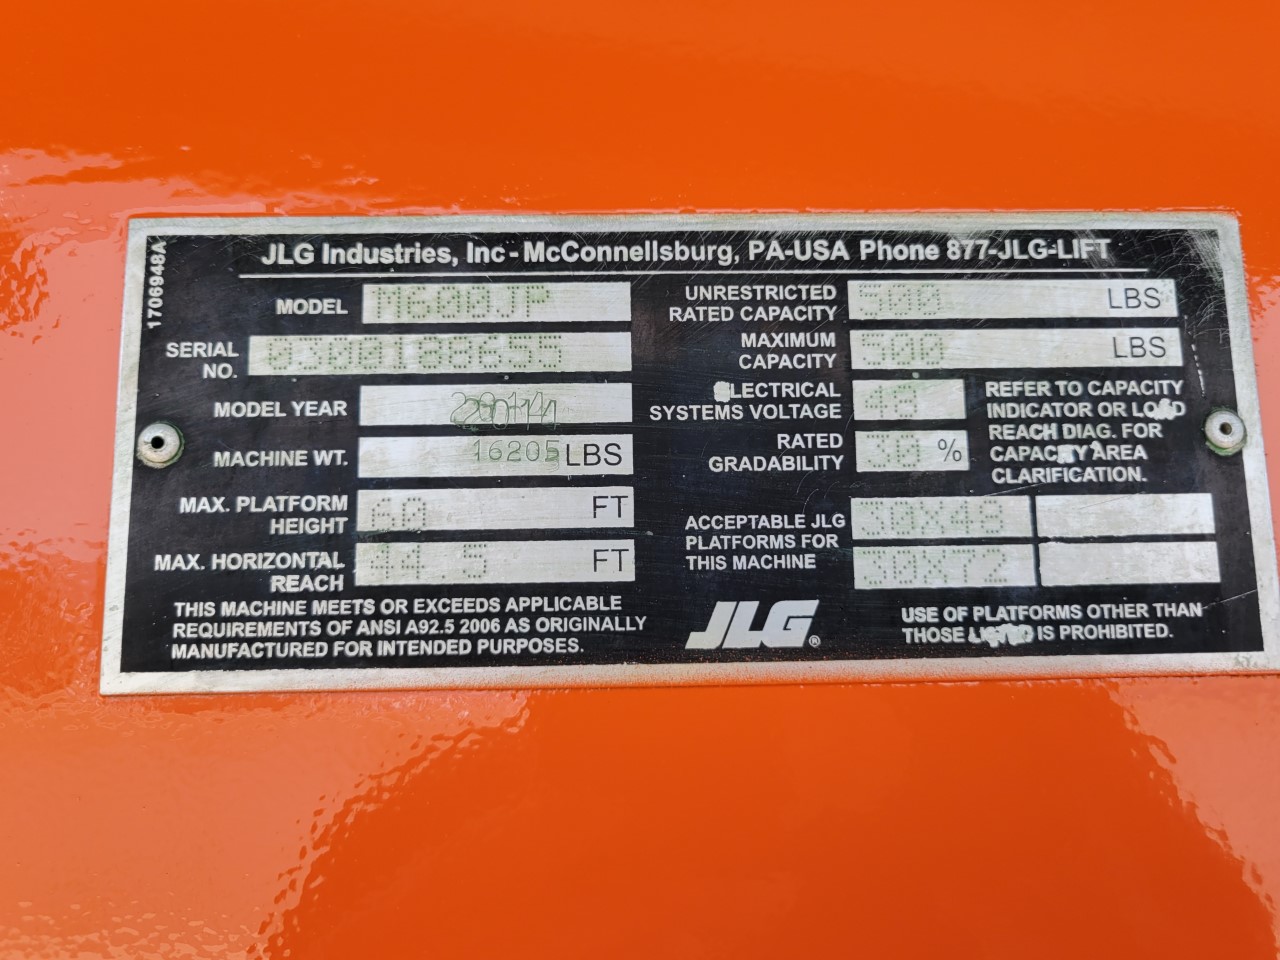 1706948A
JLG Industries, Inc - McConnellsburg, PA-USA Phone 877-JLG-LIFT
MODEL M600JP
SERIAL NO. 0300188655
MODEL YEAR
MACHINE WT. 16205 LBS
MAX. PLATFORM HEIGHT 60 FT
MAX. HORIZONTAL REACH 44.5 FT
THIS MACHINE MEETS OR EXCEEDS APPLICABLE
REQUIREMENTS OF ANSI A92.5 2006 AS ORIGINALLY
MANUFACTURED FOR INTENDED PURPOSES.
UNRESTRICTED RATED CAPACITY 500 LBS
MAXIMUM CAPACITY 500 LBS
ELECTRICAL SYSTEMS VOLTAGE 48
RATED GRADABILITY 30 %
REFER TO CAPACITY
INDICATOR OR LOAD
REACH DIAG. FOR
CAPACITY AREA
CLARIFICATION.
ACCEPTABLE JLG
PLATFORMS FOR
THIS MACHINE
30X48
30X72
JLG®
USE OF PLATFORMS OTHER THAN
THOSE LISTED IS PROHIBITED.